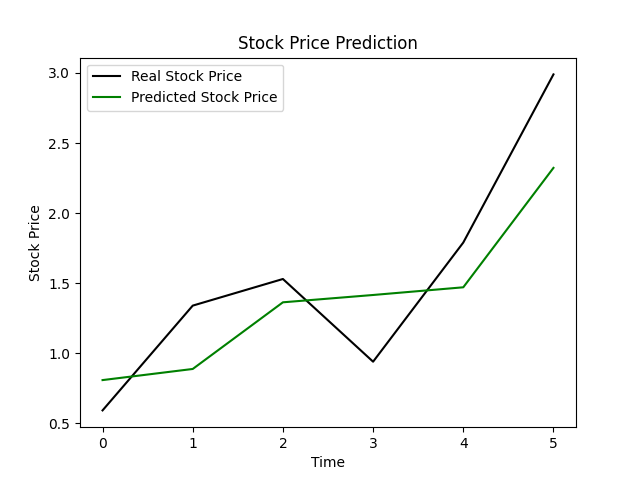 Stock Price Prediction
Real Stock Price
Predicted Stock Price
3.0
2.5
2.0
1.5
1.0
0.5
Stock Price
0 1 2 3 4 5
Time